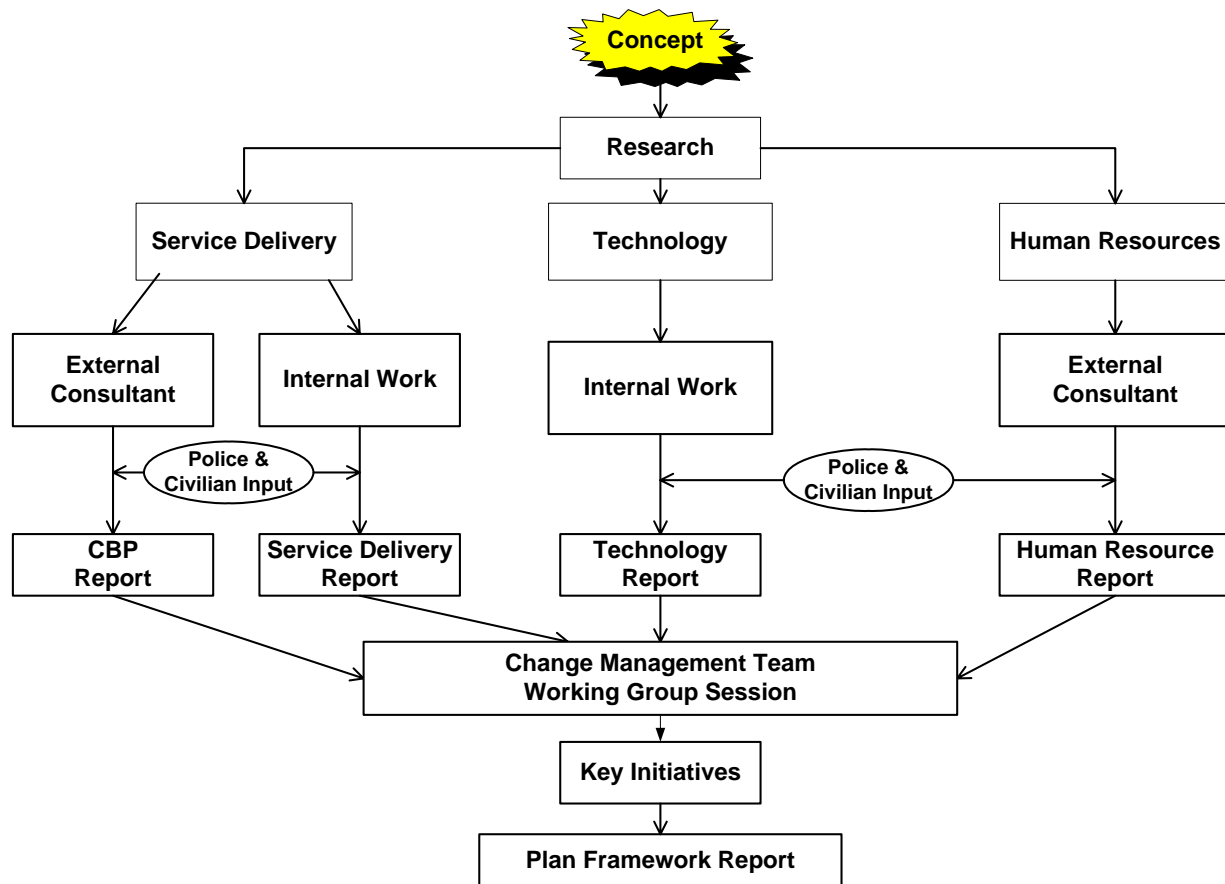 Concept
Research
Service Delivery
Technology
Human Resources
External
Consultant
Internal Work
Internal Work
External
Consultant
Police &
Civilian Input
Police &
Civilian Input
CBP
Report
Service Delivery
Report
Technology
Report
Human Resource
Report
Change Management Team
Working Group Session
Key Initiatives
Plan Framework Report